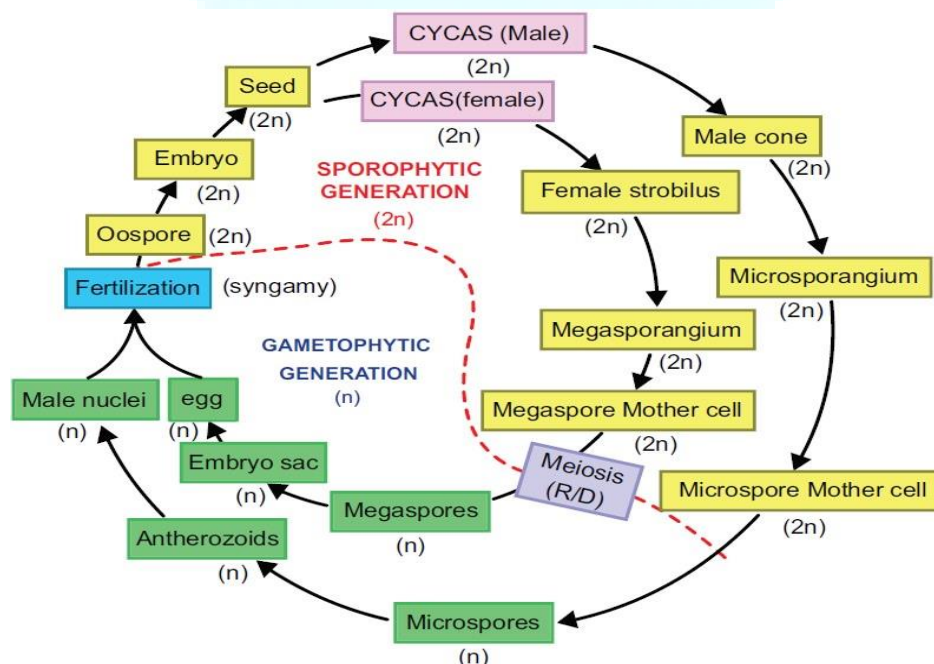 CYCAS (Male)
(2n)
Seed
(2n)
CYCAS(female)
(2n)
Male cone
(2n)
Embryo
(2n)
SPOROPHYTIC
GENERATION
(2n)
Female strobilus
(2n)
Oospore
(2n)
Fertilization
(syngamy)
Microsporangium
(2n)
Megasporangium
(2n)
GAMETOPHYTIC
GENERATION
(n)
Male nuclei
(n)
egg
(n)
Megaspore Mother cell
(2n)
Embryo sac
(n)
Meiosis
(R/D)
Microspore Mother cell
(2n)
Megaspores
(n)
Antherozoids
(n)
Microspores
(n)